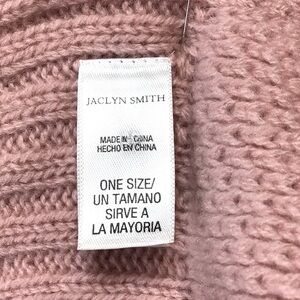 JACLYN SMITH
MADE IN CHINA
HECHO EN CHINA
ONE SIZE/
UN TAMANO
SIRVE A
LA MAYORIA